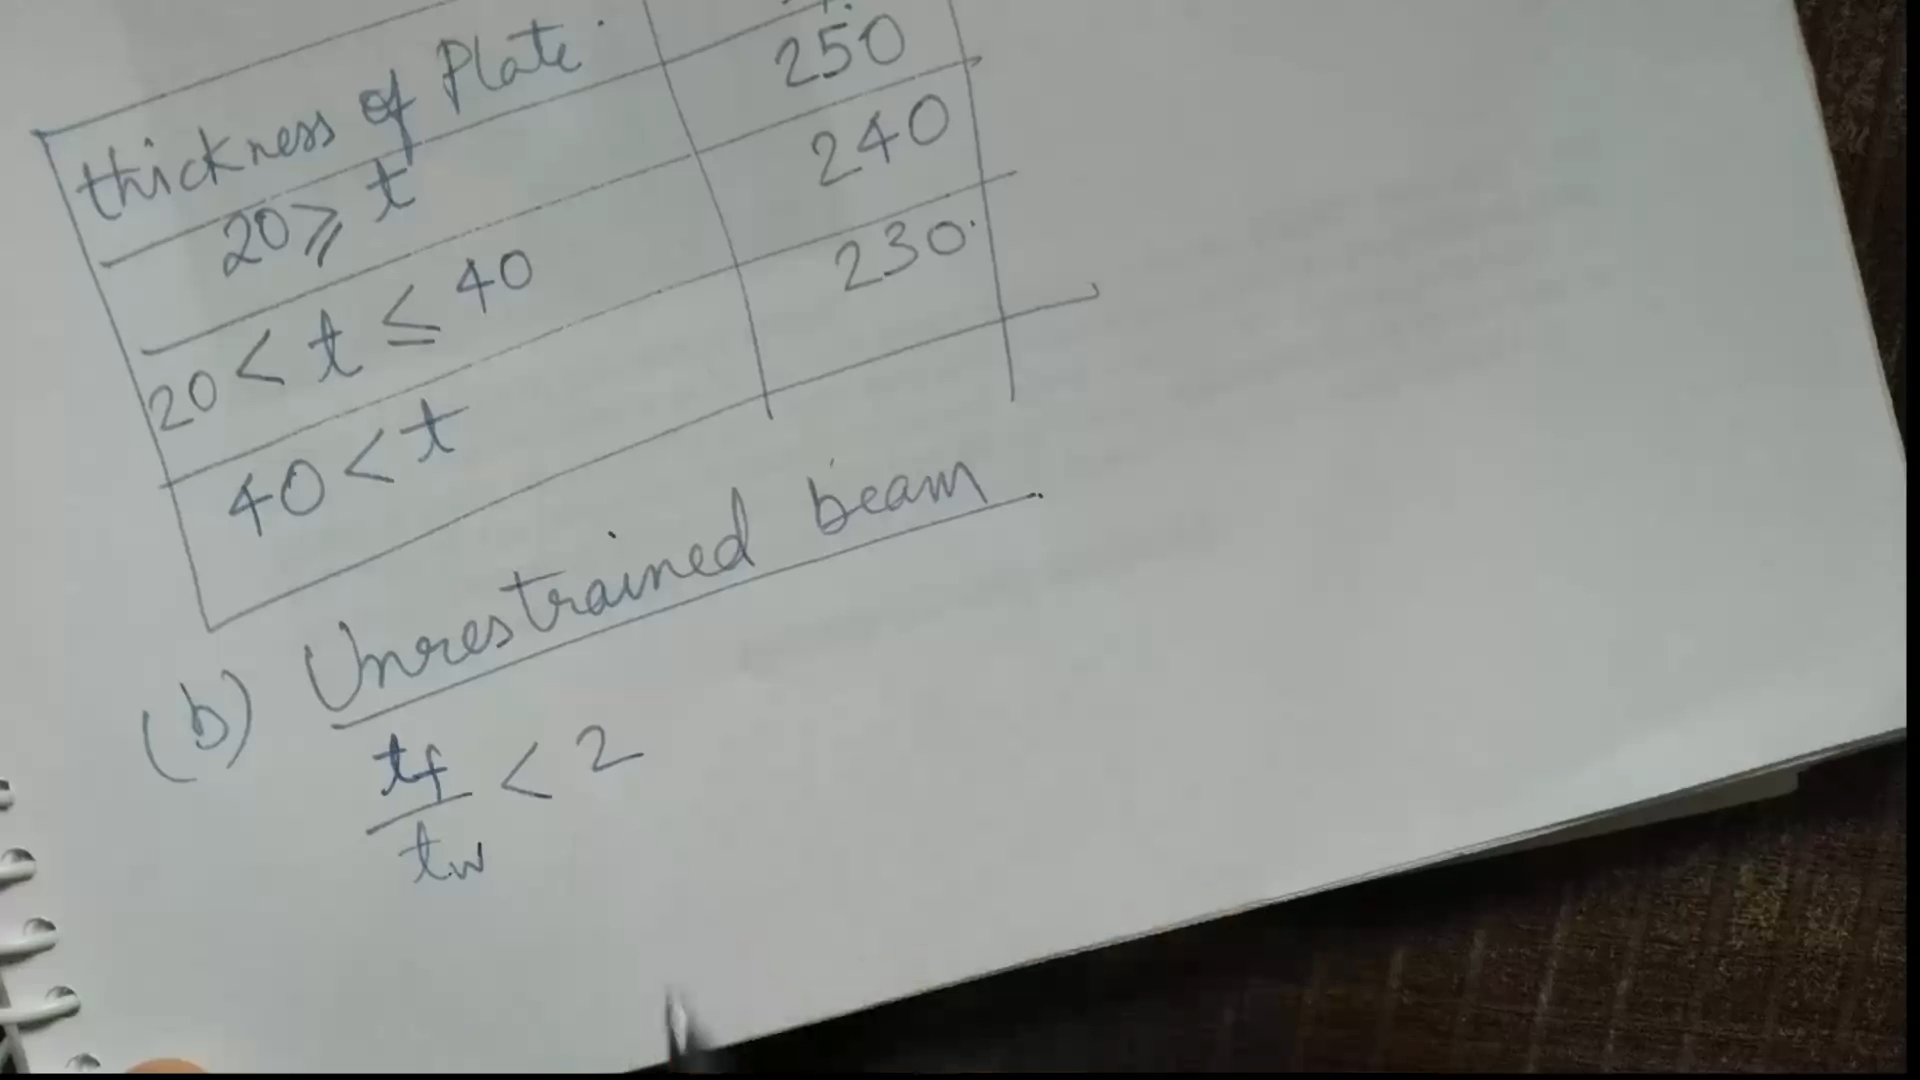 thickness of Plate.
20 ⩾ t 250
20 < t ≤ 40 240
40 < t 230.
(b) Unrestrained beam.
tf/tw < 2